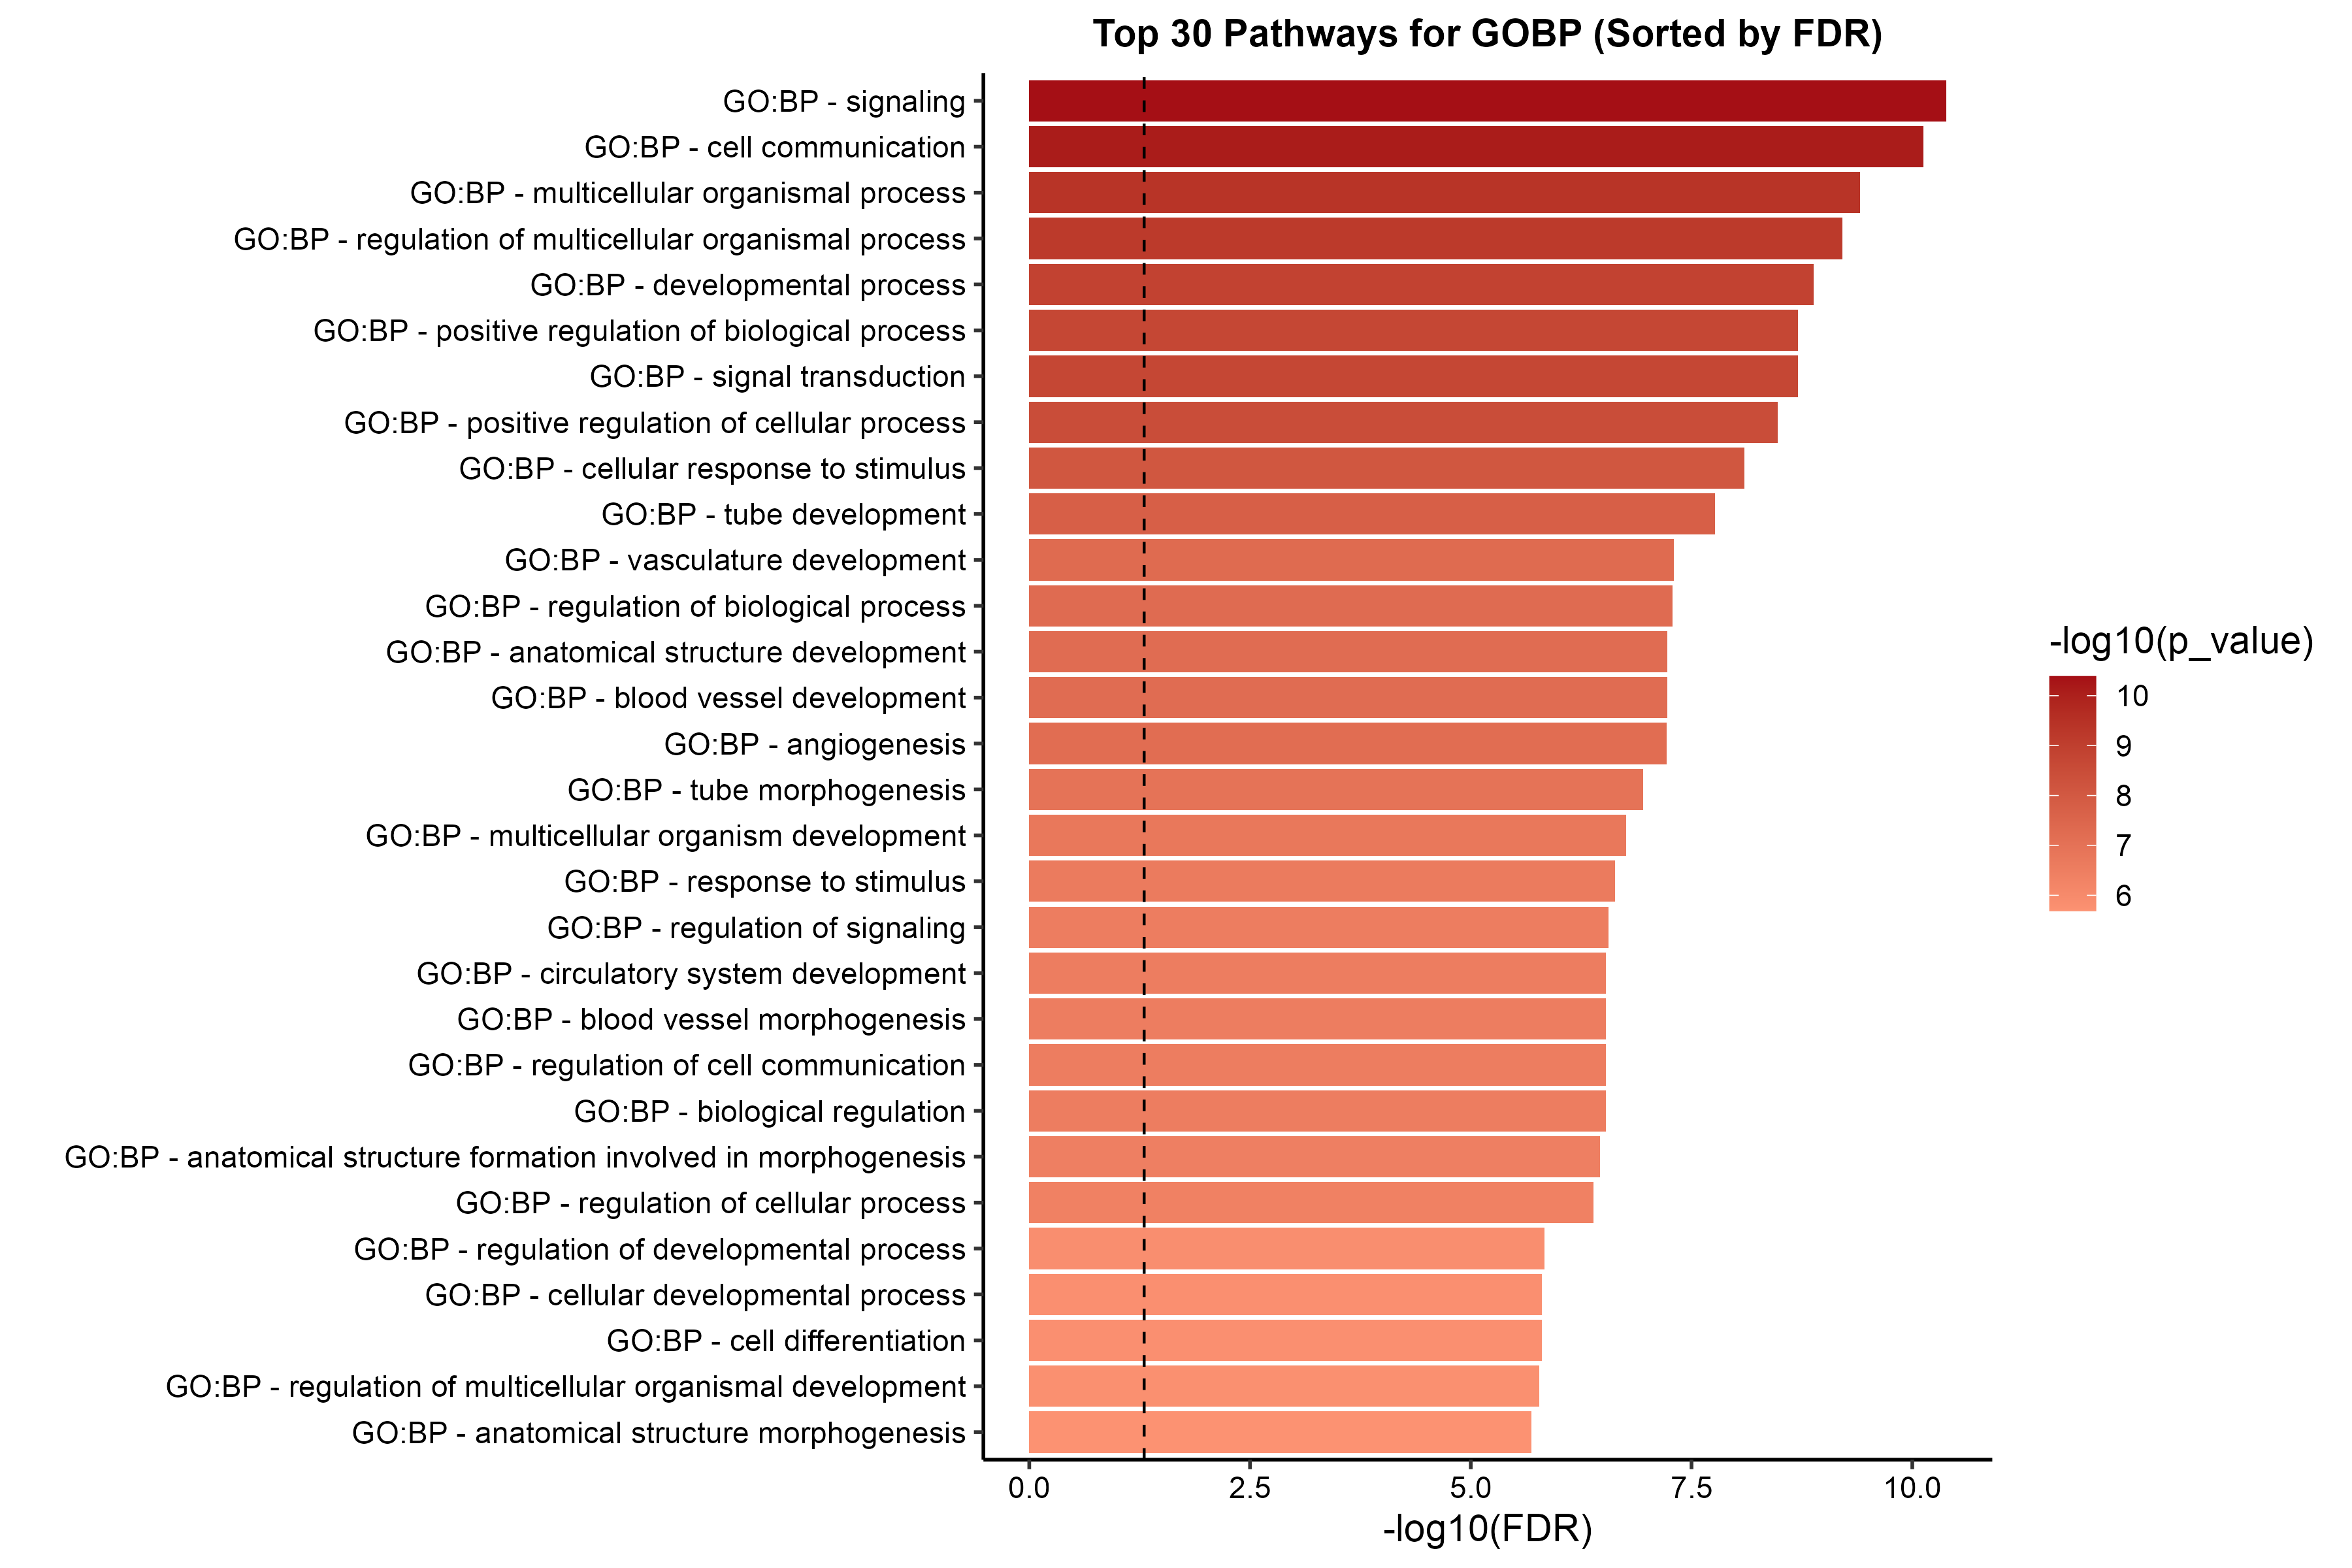 Top 30 Pathways for GOBP (Sorted by FDR)
GO:BP - signaling
GO:BP - cell communication
GO:BP - multicellular organismal process
GO:BP - regulation of multicellular organismal process
GO:BP - developmental process
GO:BP - positive regulation of biological process
GO:BP - signal transduction
GO:BP - positive regulation of cellular process
GO:BP - cellular response to stimulus
GO:BP - tube development
GO:BP - vasculature development
GO:BP - regulation of biological process
GO:BP - anatomical structure development
GO:BP - blood vessel development
GO:BP - angiogenesis
GO:BP - tube morphogenesis
GO:BP - multicellular organism development
GO:BP - response to stimulus
GO:BP - regulation of signaling
GO:BP - circulatory system development
GO:BP - blood vessel morphogenesis
GO:BP - regulation of cell communication
GO:BP - biological regulation
GO:BP - anatomical structure formation involved in morphogenesis
GO:BP - regulation of cellular process
GO:BP - regulation of developmental process
GO:BP - cellular developmental process
GO:BP - cell differentiation
GO:BP - regulation of multicellular organismal development
GO:BP - anatomical structure morphogenesis
0.0 2.5 5.0 7.5 10.0
-log10(FDR)
-log10(p_value)
10
9
8
7
6